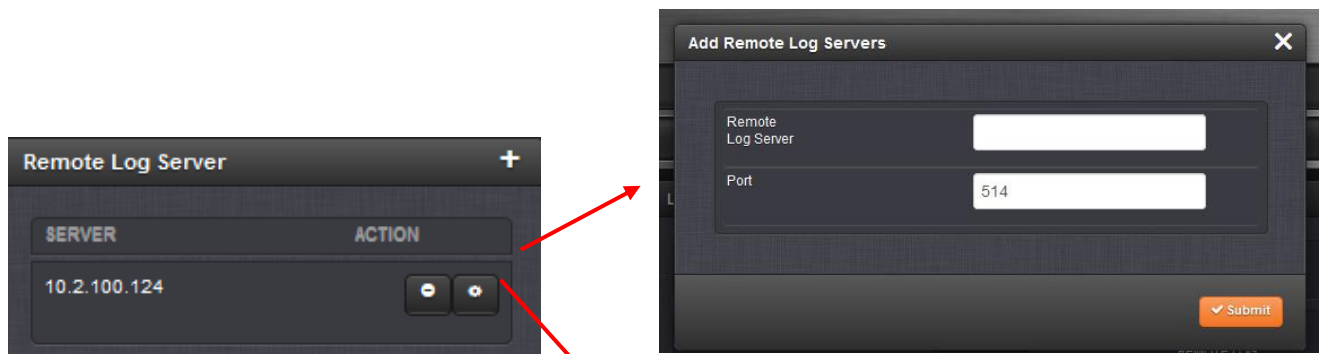 Remote Log Server +
SERVER ACTION
10.2.100.124
Add Remote Log Servers
Remote
Log Server
Port
514
Submit